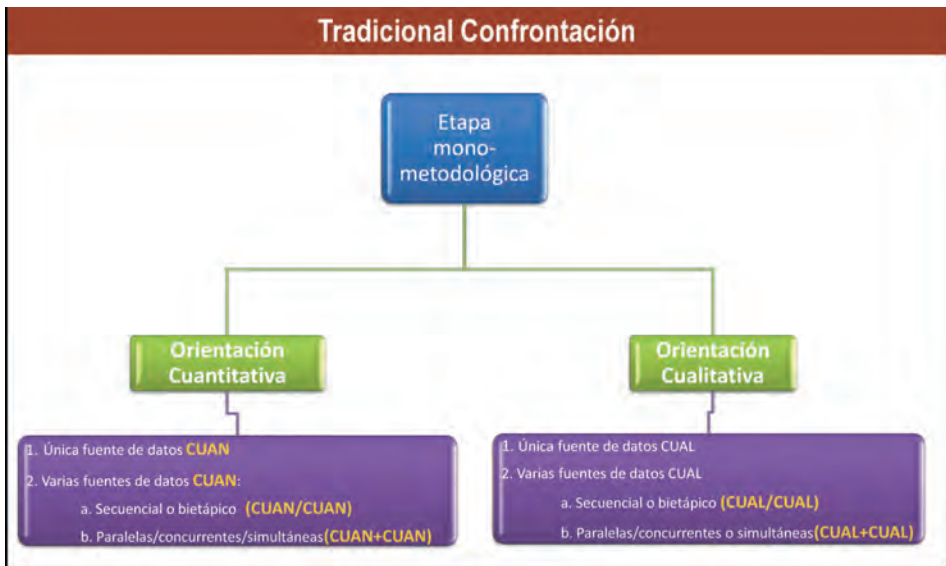 Tradicional Confrontación
Etapa
mono-
metodológica
Orientación
Cuantitativa
1. Única fuente de datos CUAN
2. Varias fuentes de datos CUAN:
a. Secuencial o bietápico (CUAN/CUAN)
b. Paralelas/concurrentes/simultáneas(CUAN+CUAN)
Orientación
Cualitativa
1. Única fuente de datos CUAL
2. Varias fuentes de datos CUAL
a. Secuencial o bietápico (CUAL/CUAL)
b. Paralelas/concurrentes o simultáneas(CUAL+CUAL)